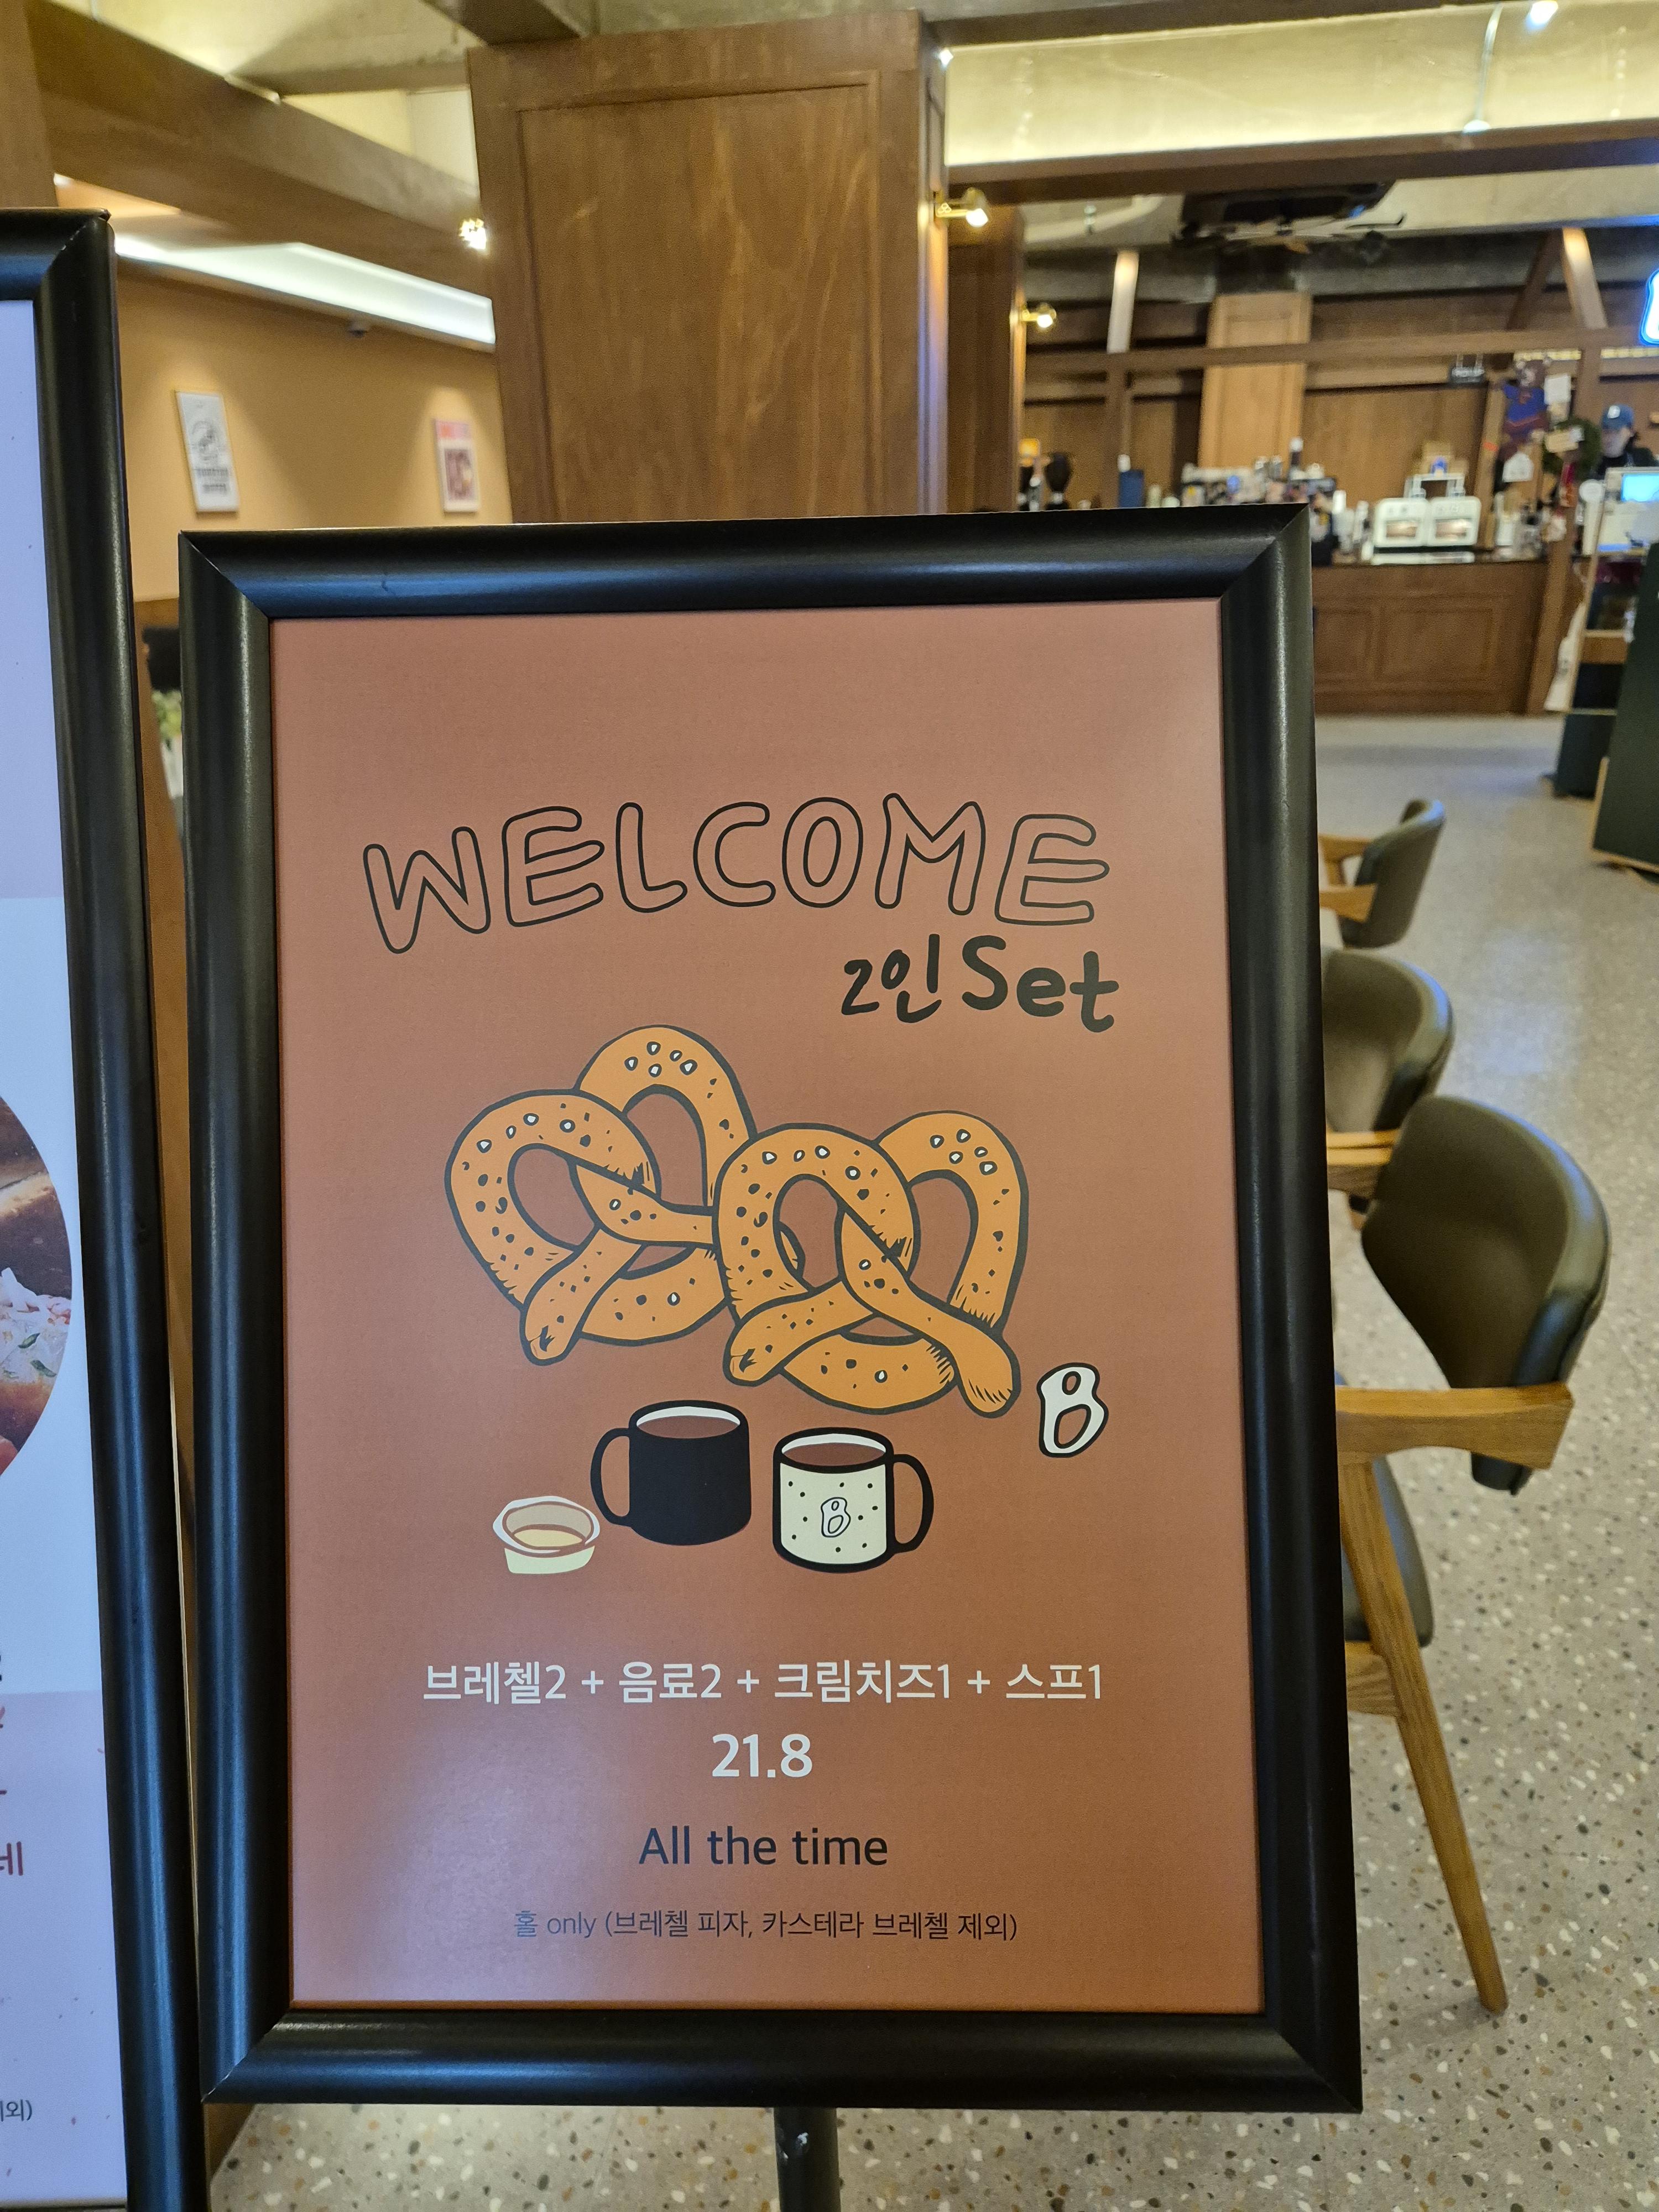 WELCOME
2인 Set
B
B
브레첼2 + 음료2 + 크림치즈1 + 스프1
21.8
All the time
홀 only (브레첼 피자, 카스테라 브레첼 제외)
네
외)